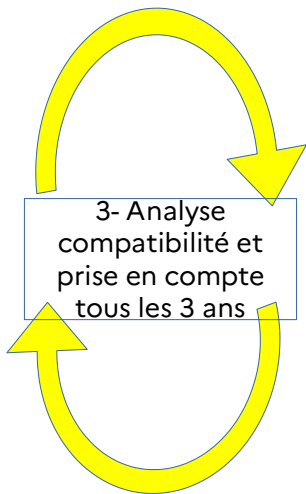 3- Analyse
compatibilité et
prise en compte
tous les 3 ans